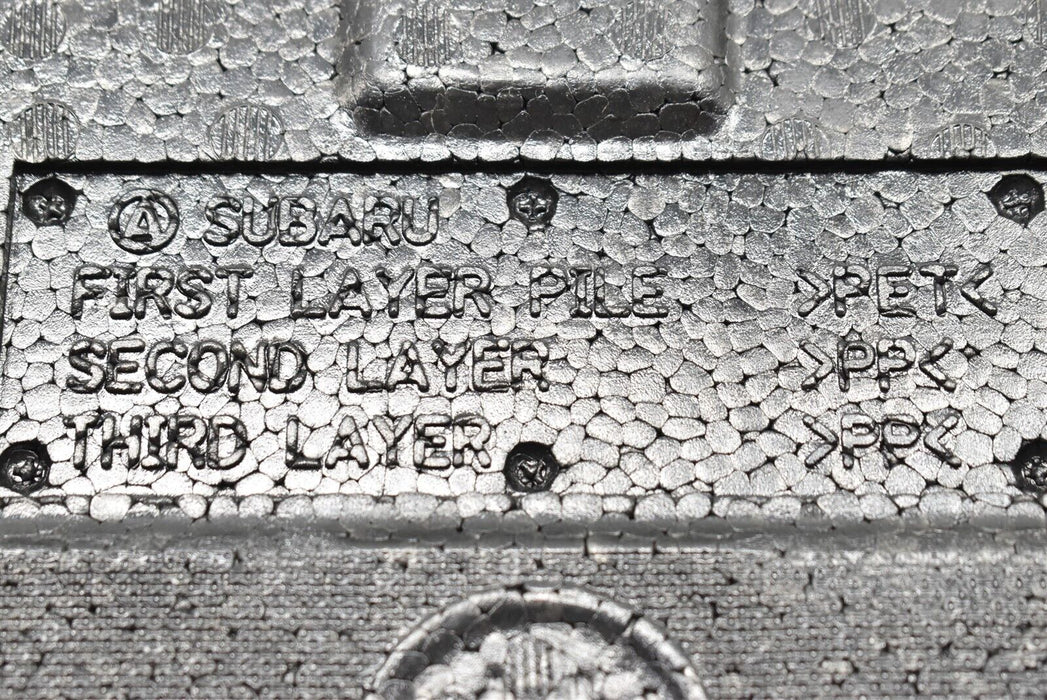 Ⓐ SUBARU
FIRST LAYER PILE >PET<
SECOND LAYER >PP<
THIRD LAYER >PP<